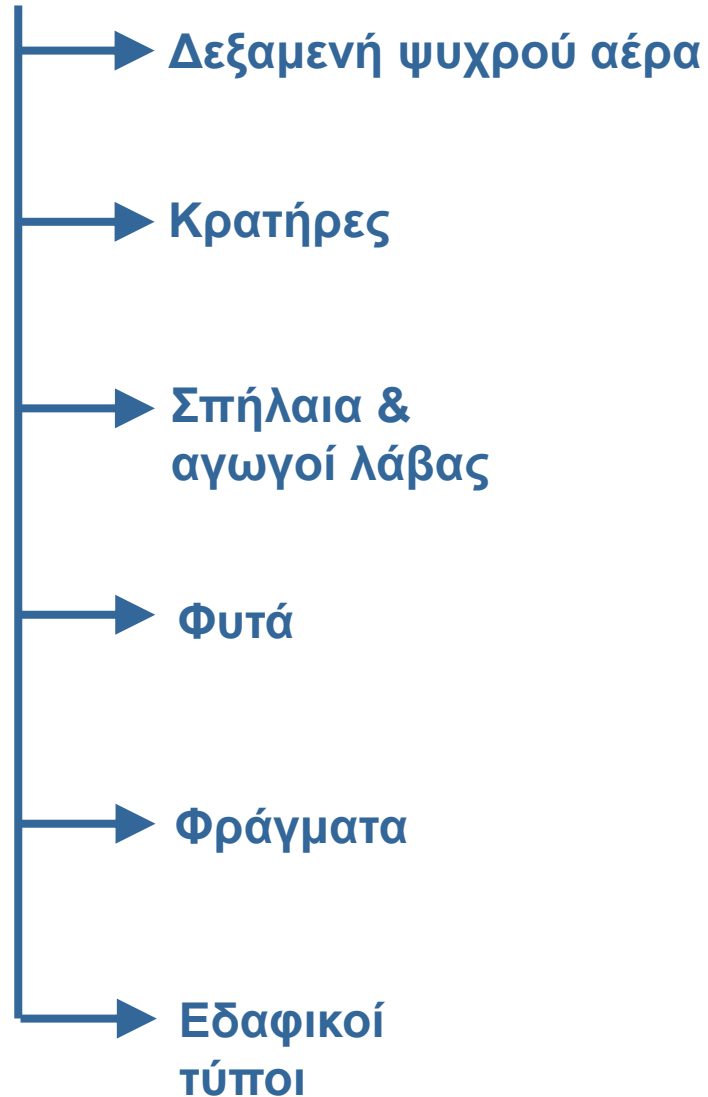 Δεξαμενή ψυχρού αέρα
Κρατήρες
Σπήλαια &
αγωγοί λάβας
Φυτά
Φράγματα
Εδαφικοί
τύποι